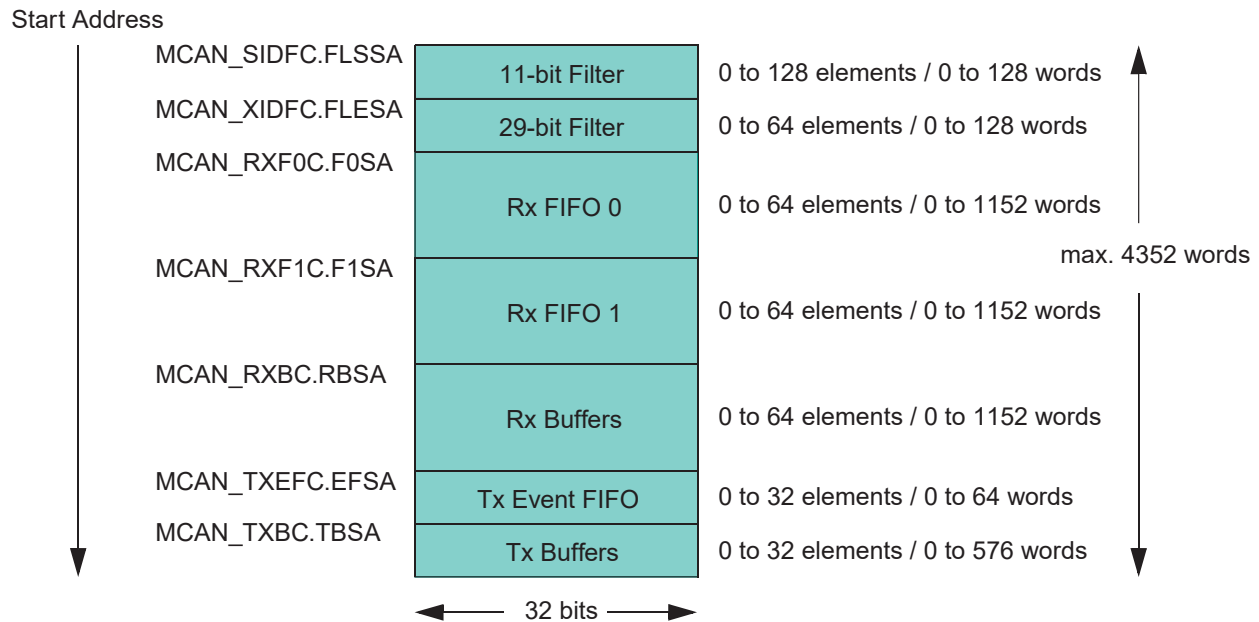 Start Address
MCAN_SIDFC.FLSSA
11-bit Filter
0 to 128 elements / 0 to 128 words
MCAN_XIDFC.FLESA
29-bit Filter
0 to 64 elements / 0 to 128 words
MCAN_RXF0C.F0SA
Rx FIFO 0
0 to 64 elements / 0 to 1152 words
max. 4352 words
MCAN_RXF1C.F1SA
Rx FIFO 1
0 to 64 elements / 0 to 1152 words
MCAN_RXBC.RBSA
Rx Buffers
0 to 64 elements / 0 to 1152 words
MCAN_TXEFC.EFSA
Tx Event FIFO
0 to 32 elements / 0 to 64 words
MCAN_TXBC.TBSA
Tx Buffers
0 to 32 elements / 0 to 576 words
32 bits